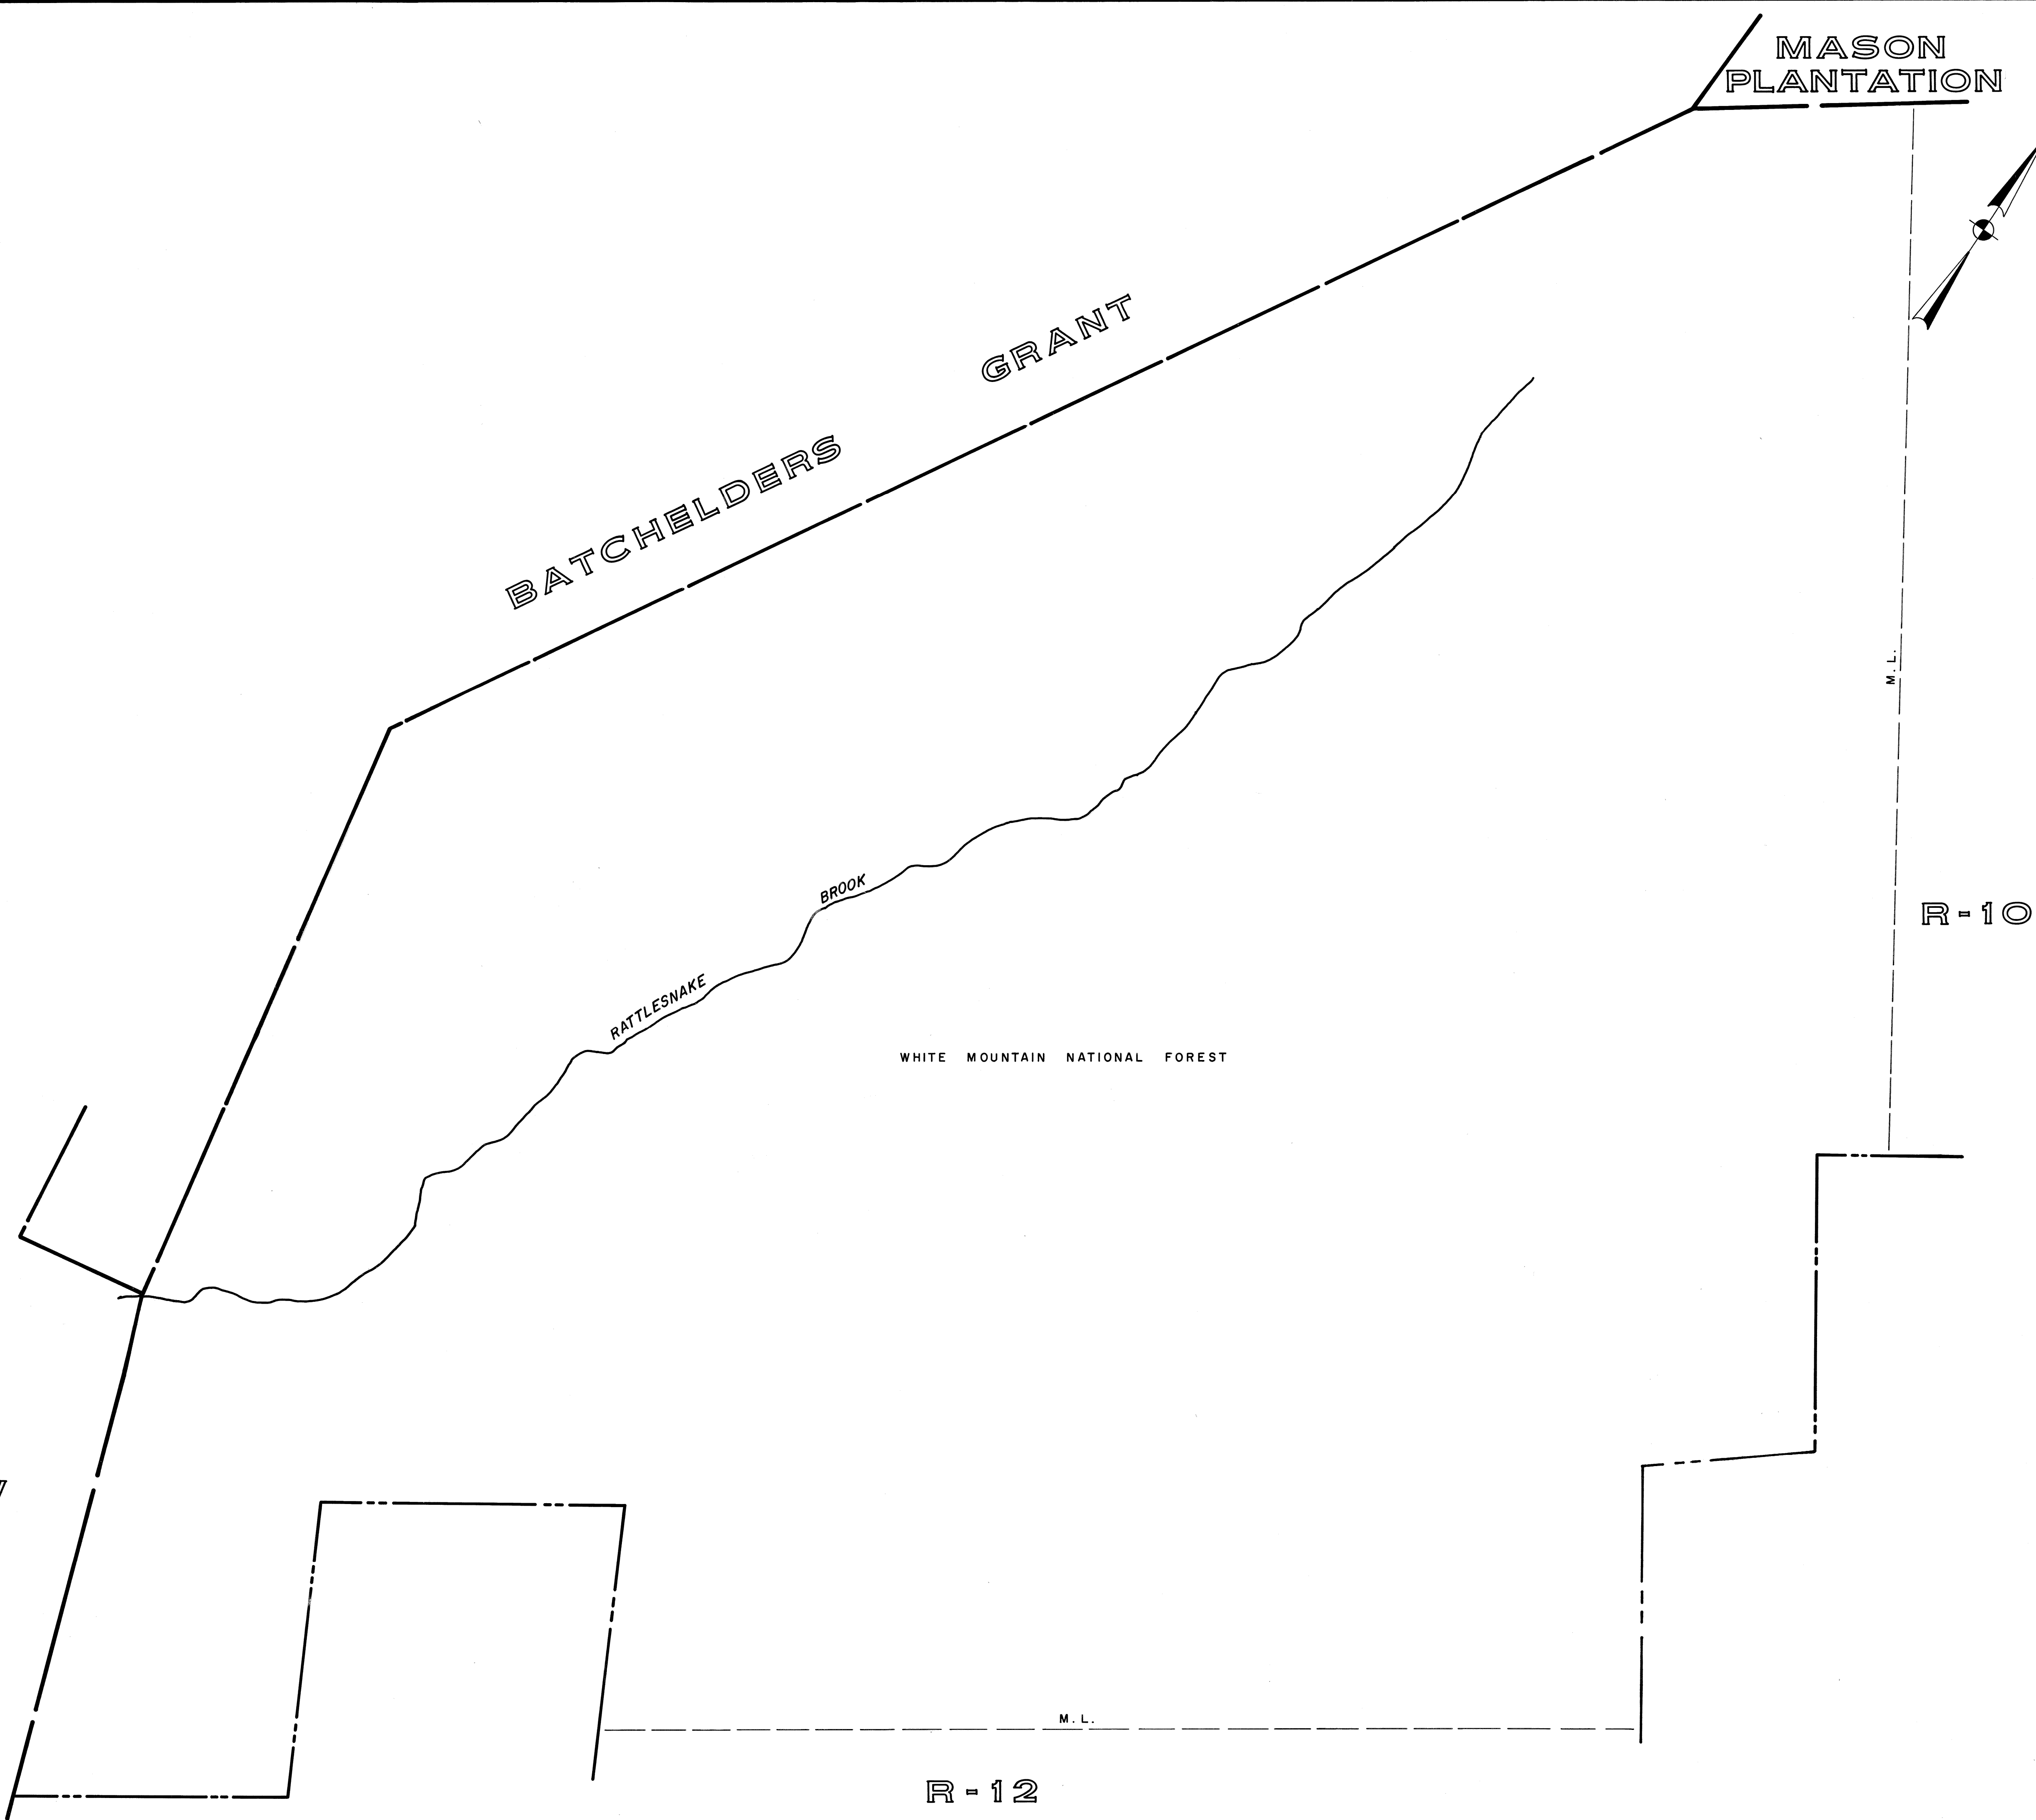 MASON
PLANTATION
BATCHELDERS GRANT
M.L.
R-10
RATTLESNAKE BROOK
WHITE MOUNTAIN NATIONAL FOREST
M.L.
R-12